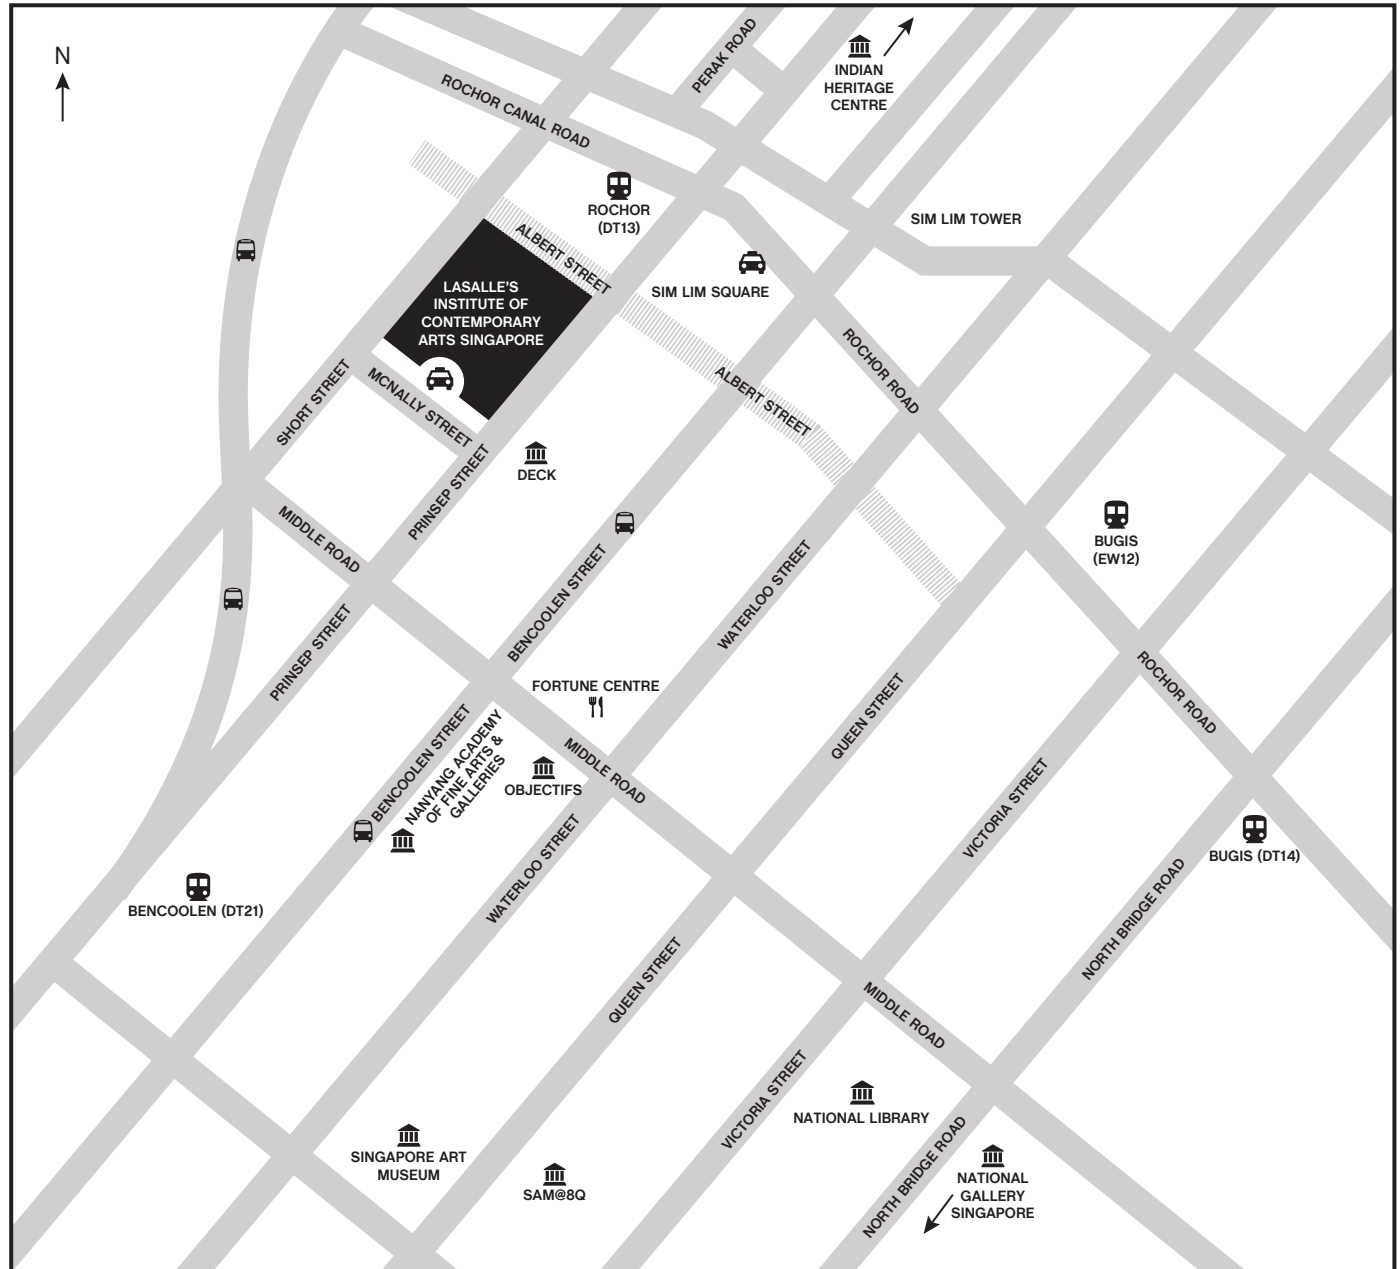 N
PERAK ROAD
INDIAN
HERITAGE
CENTRE
ROCHOR CANAL ROAD
ROCHOR
(DT13)
SIM LIM TOWER
ALBERT STREET
SIM LIM SQUARE
LASALLE'S
INSTITUTE OF
CONTEMPORARY
ARTS SINGAPORE
ROCHOR ROAD
SHORT STREET
MCNALLY STREET
ALBERT STREET
DECK
PRINSEP STREET
MIDDLE ROAD
BUGIS
(EW12)
BENCOOLEN STREET
WATERLOO STREET
PRINSEP STREET
FORTUNE CENTRE
QUEEN STREET
ROCHOR ROAD
BENCOOLEN STREET
NANYANG ACADEMY
OF FINE ARTS &
GALLERIES
OBJECTIFS
MIDDLE ROAD
VICTORIA STREET
BUGIS (DT14)
WATERLOO STREET
BENCOOLEN (DT21)
NORTH BRIDGE ROAD
QUEEN STREET
MIDDLE ROAD
VICTORIA STREET
NATIONAL LIBRARY
SINGAPORE ART
MUSEUM
SAM@8Q
NORTH BRIDGE ROAD
NATIONAL
GALLERY
SINGAPORE